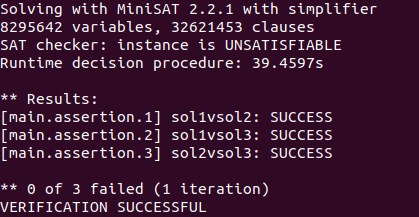 Solving with MiniSAT 2.2.1 with simplifier
8295642 variables, 32621453 clauses
SAT checker: instance is UNSATISFIABLE
Runtime decision procedure: 39.4597s

** Results:
[main.assertion.1] sol1vsol2: SUCCESS
[main.assertion.2] sol1vsol3: SUCCESS
[main.assertion.3] sol2vsol3: SUCCESS

** 0 of 3 failed (1 iteration)
VERIFICATION SUCCESSFUL